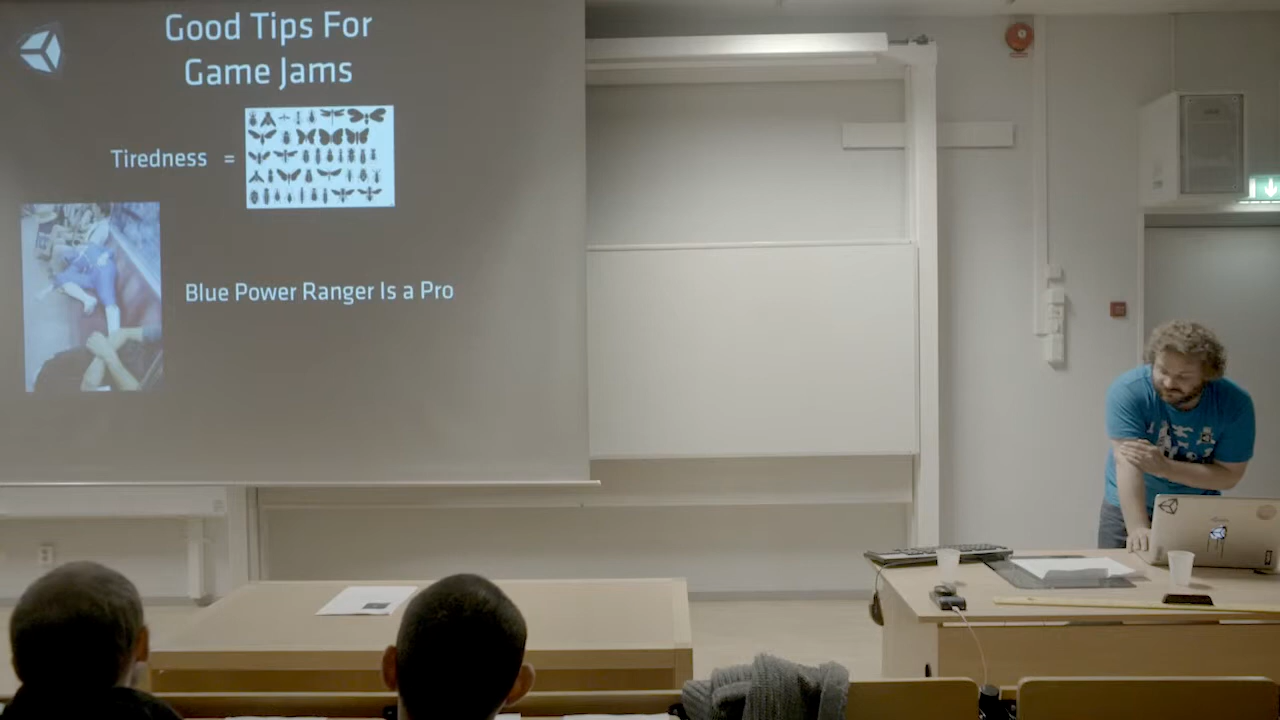 Good Tips For
Game Jams
Tiredness =
Blue Power Ranger Is a Pro